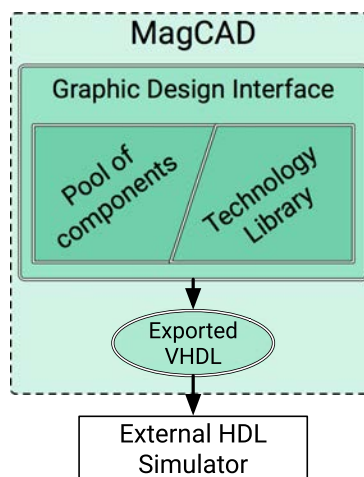 MagCAD
Graphic Design Interface
Pool of
components
Technology
Library
Exported
VHDL
External HDL
Simulator